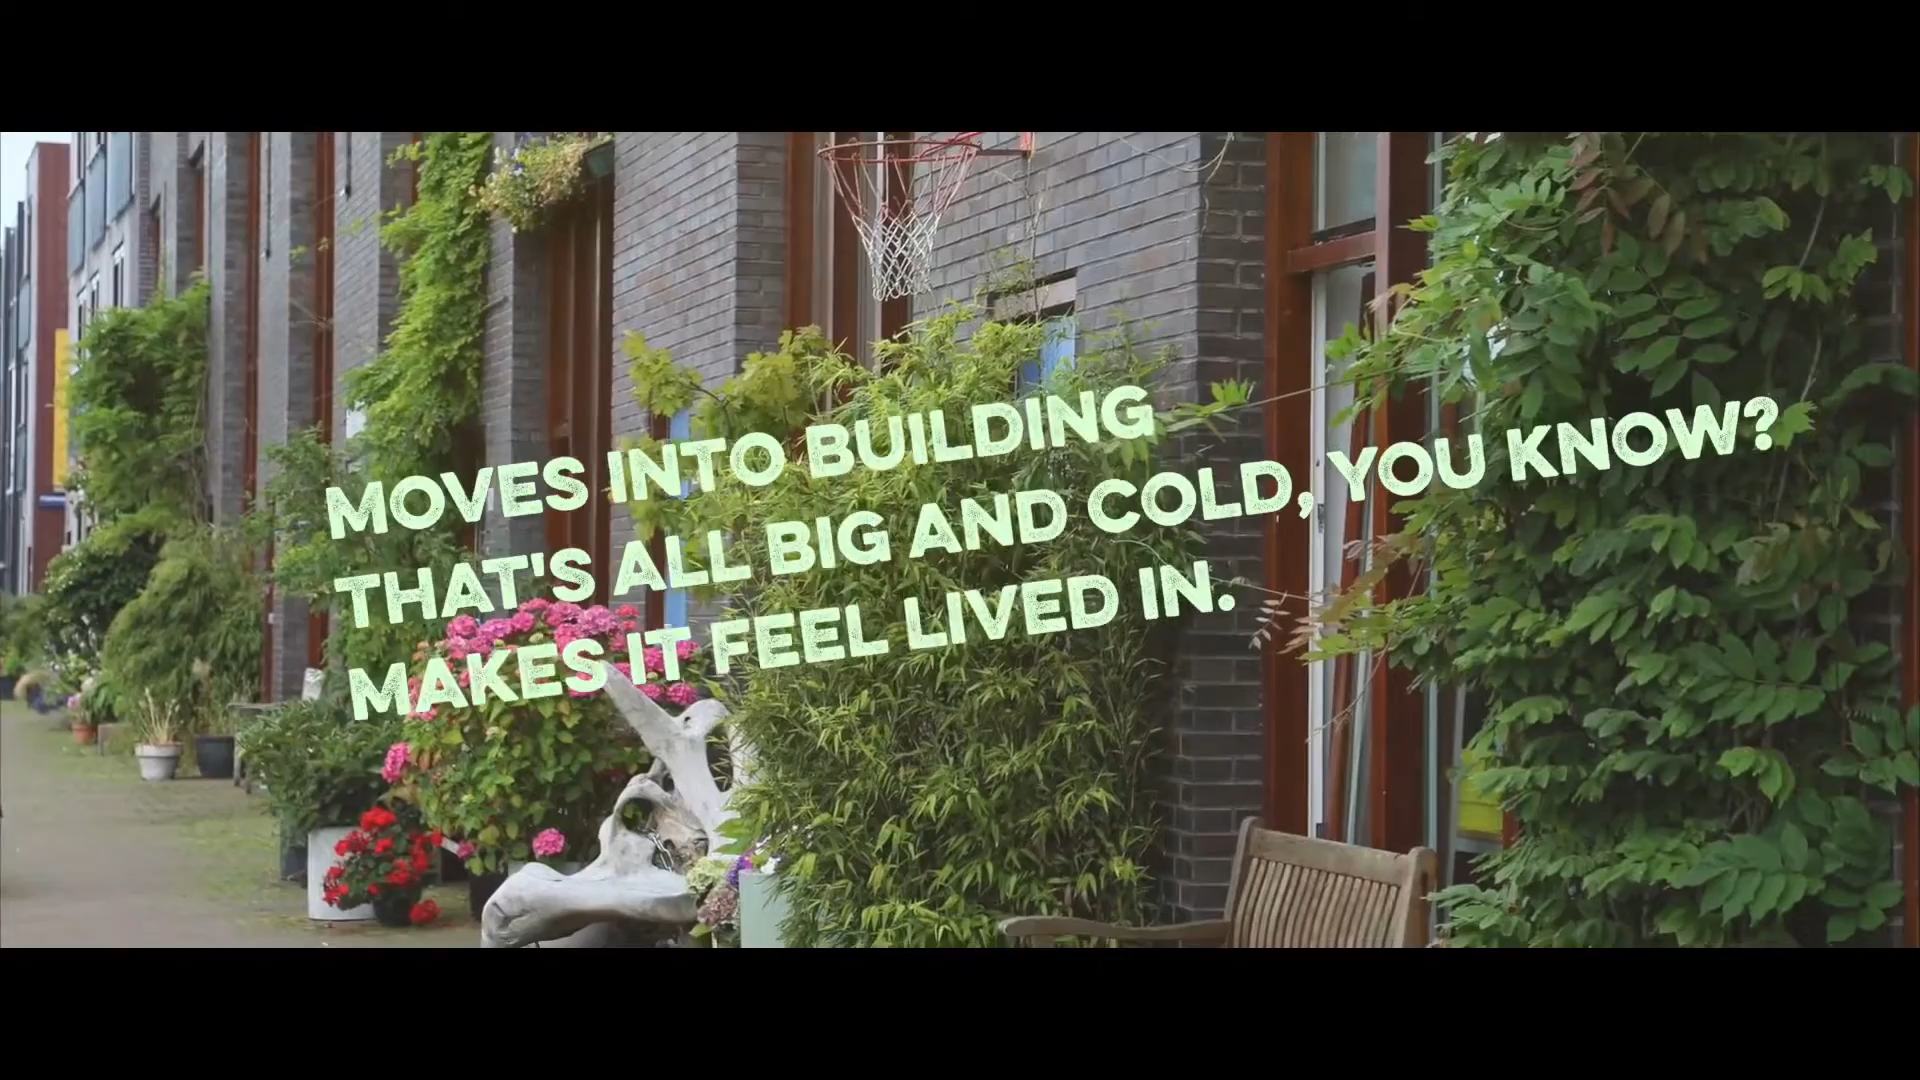 MOVES INTO BUILDING
THAT'S ALL BIG AND COLD, YOU KNOW?
MAKES IT FEEL LIVED IN.